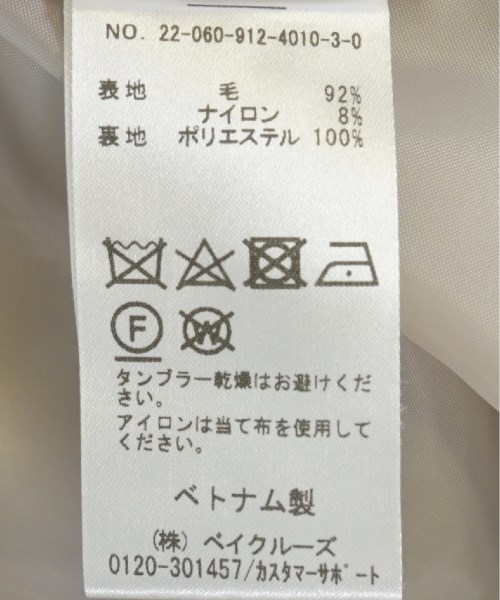 NO. 22-060-912-4010-3-0
表地 毛 92%
ナイロン 8%
裏地 ポリエステル 100%
F
W
タンブラー乾燥はお避けくだ
さい。
アイロンは当て布を使用して
ください。
ベトナム製
(株) ベイクルーズ
0120-301457/カスタマーサポート